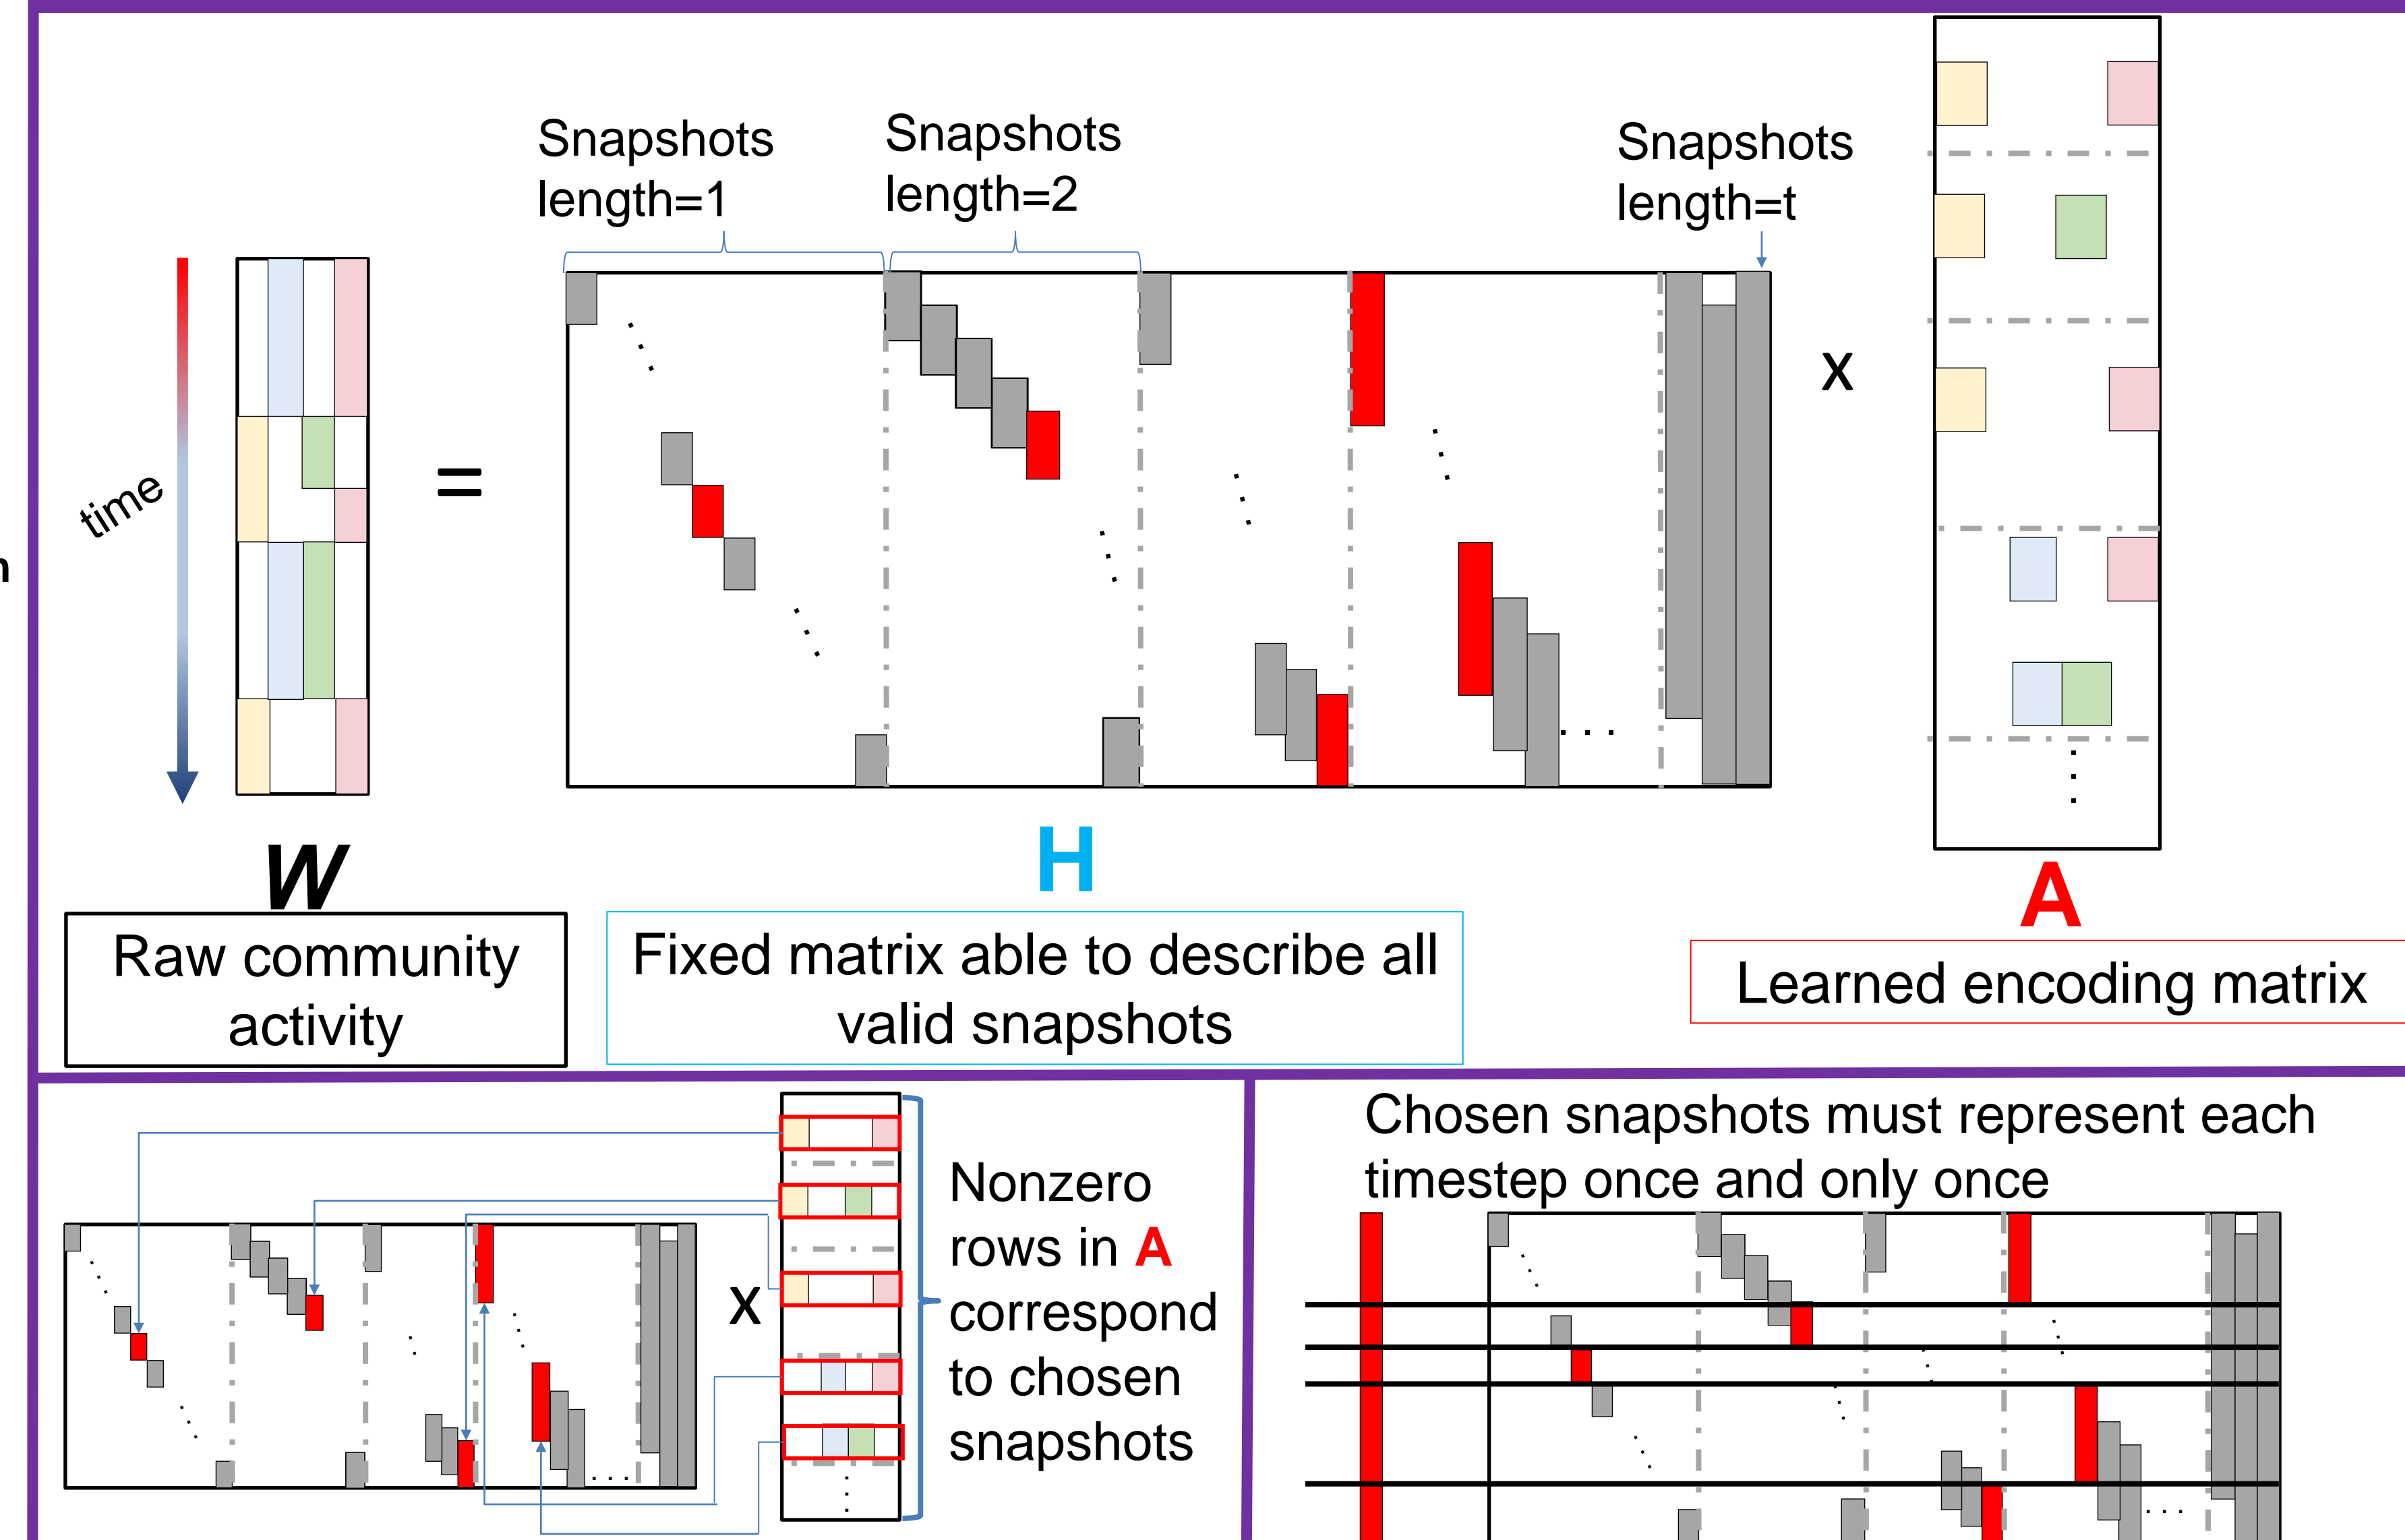 Snapshots
length=1
Snapshots
length=2
Snapshots
length=t
time
=
x
n
W
H
A
Raw community
activity
Fixed matrix able to describe all
valid snapshots
Learned encoding matrix
x
Nonzero
rows in A
correspond
to chosen
snapshots
Chosen snapshots must represent each
timestep once and only once